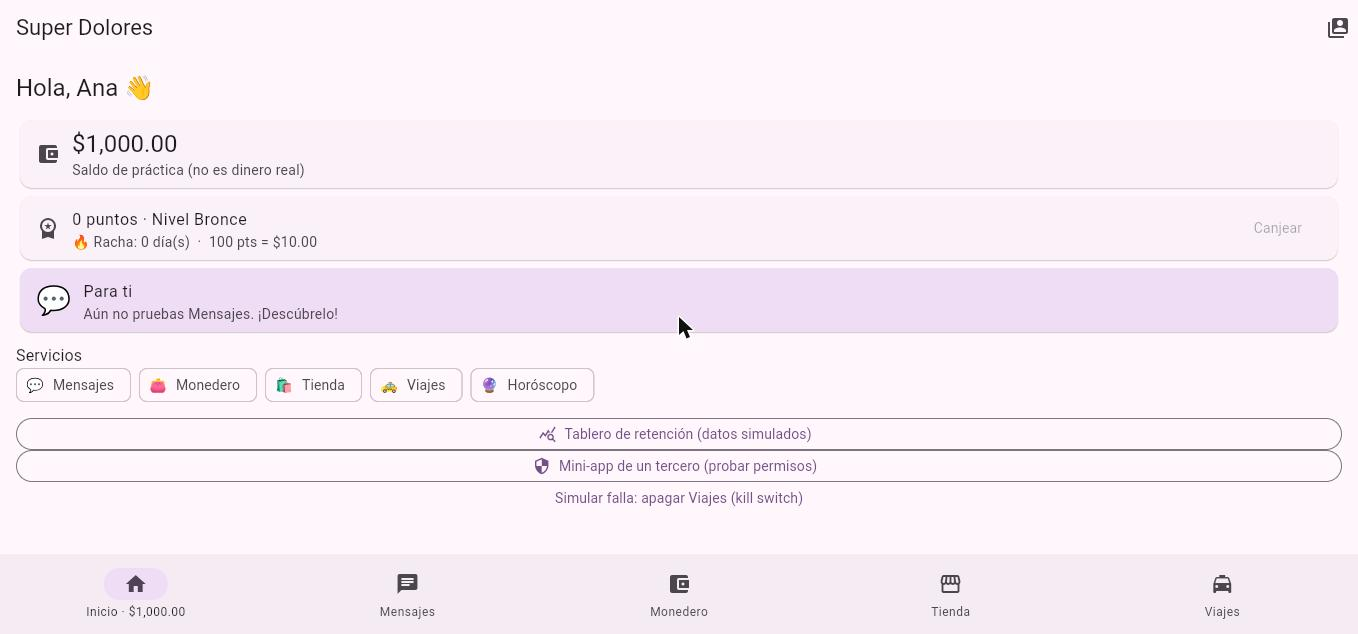 Super Dolores
Hola, Ana 👋
$1,000.00
Saldo de práctica (no es dinero real)
0 puntos · Nivel Bronce
🔥 Racha: 0 día(s) · 100 pts = $10.00
Canjear
Para ti
Aún no pruebas Mensajes. ¡Descúbrelo!
Servicios
Mensajes
Monedero
Tienda
Viajes
Horóscopo
Tablero de retención (datos simulados)
Mini-app de un tercero (probar permisos)
Simular falla: apagar Viajes (kill switch)
Inicio · $1,000.00
Mensajes
Monedero
Tienda
Viajes